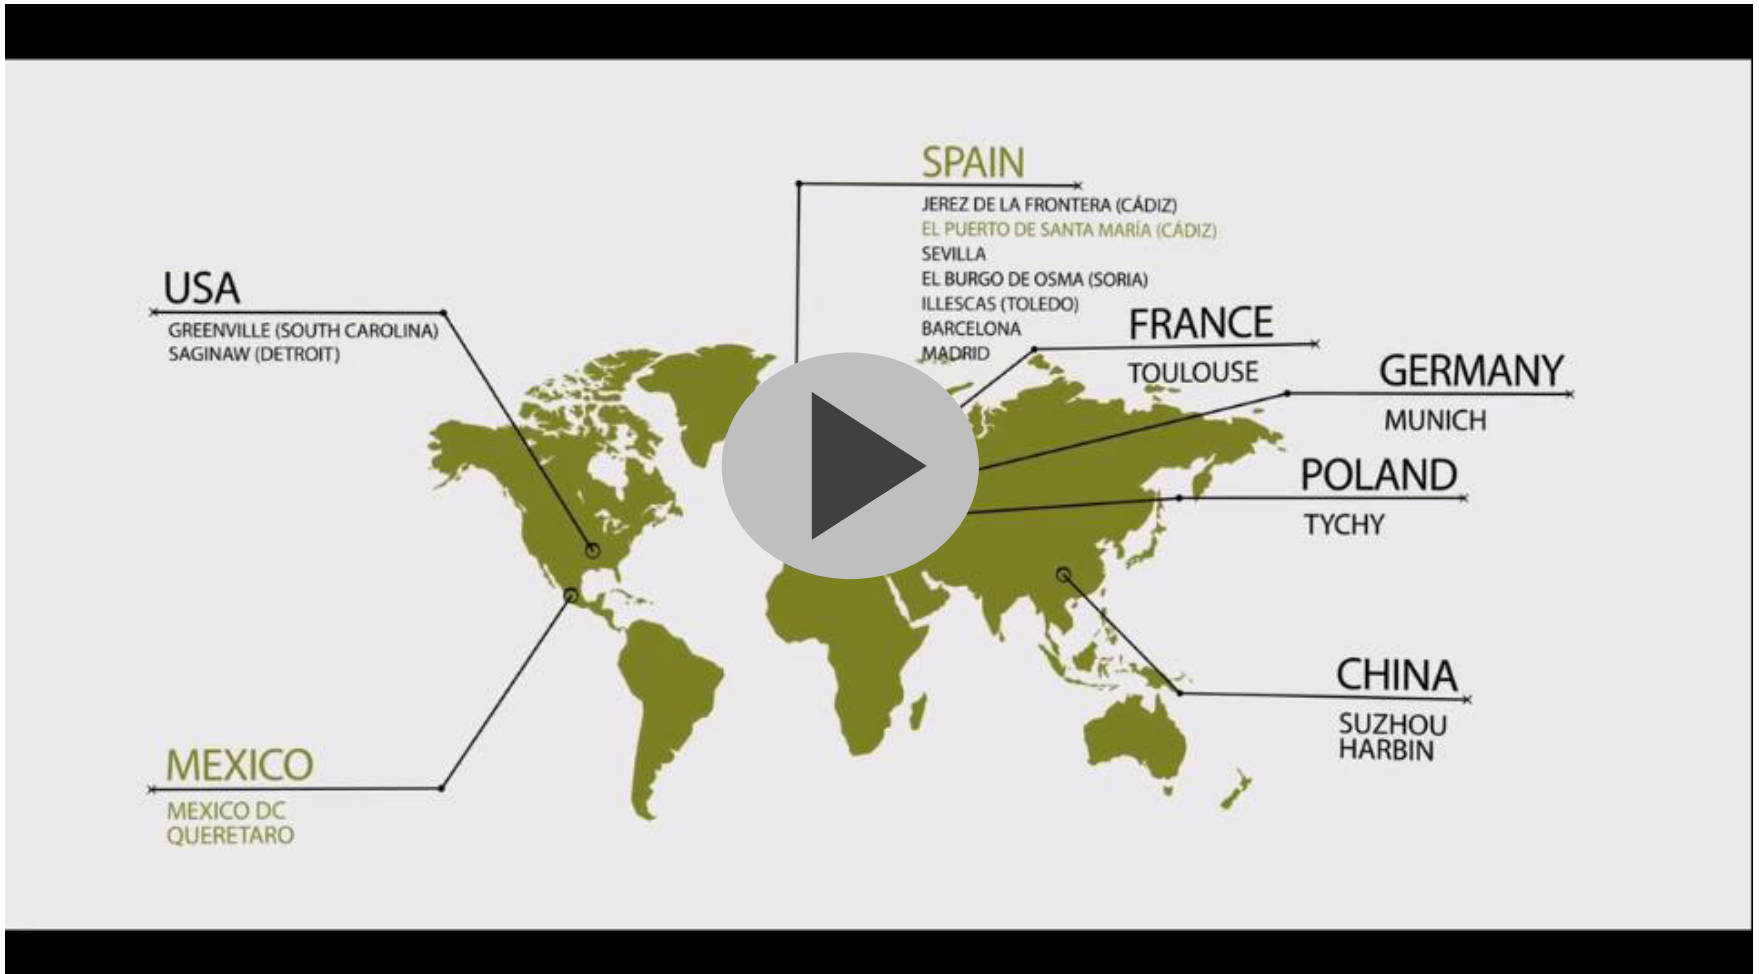 SPAIN
JEREZ DE LA FRONTERA (CÁDIZ)
EL PUERTO DE SANTA MARÍA (CÁDIZ)
SEVILLA
EL BURGO DE OSMA (SORIA)
ILLESCAS (TOLEDO)
BARCELONA
MADRID
USA
GREENVILLE (SOUTH CAROLINA)
SAGINAW (DETROIT)
FRANCE
TOULOUSE
GERMANY
MUNICH
POLAND
TYCHY
CHINA
SUZHOU
HARBIN
MEXICO
MEXICO DC
QUERETARO